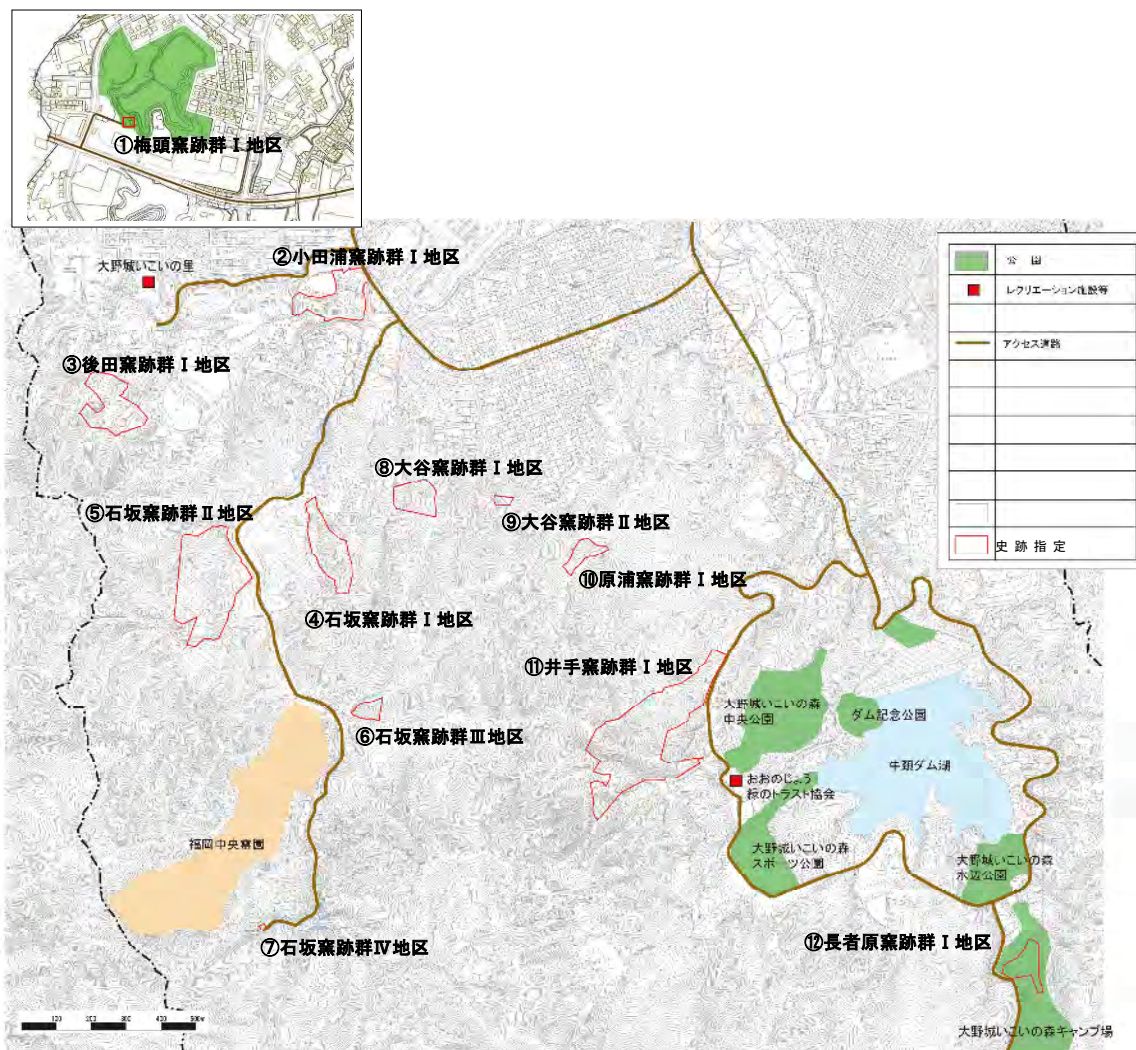 ①梅頭窯跡群Ⅰ地区
②小田浦窯跡群Ⅰ地区
大野城いこいの里
③後田窯跡群Ⅰ地区
公園
レクリエーション施設等
アクセス道路
史跡指定
⑧大谷窯跡群Ⅰ地区
⑤石坂窯跡群Ⅱ地区
⑨大谷窯跡群Ⅱ地区
⑩原浦窯跡群Ⅰ地区
④石坂窯跡群Ⅰ地区
⑪井手窯跡群Ⅰ地区
大野城いこいの森
中央公園
ダム記念公園
⑥石坂窯跡群Ⅲ地区
牛頸ダム湖
おおのじょう
緑のトラスト協会
福岡中央霊園
大野城いこいの森
スポーツ公園
大野城いこいの森
水辺公園
⑦石坂窯跡群Ⅳ地区
⑫長者原窯跡群Ⅰ地区
100 200 300 400 500m
大野城いこいの森キャンプ場